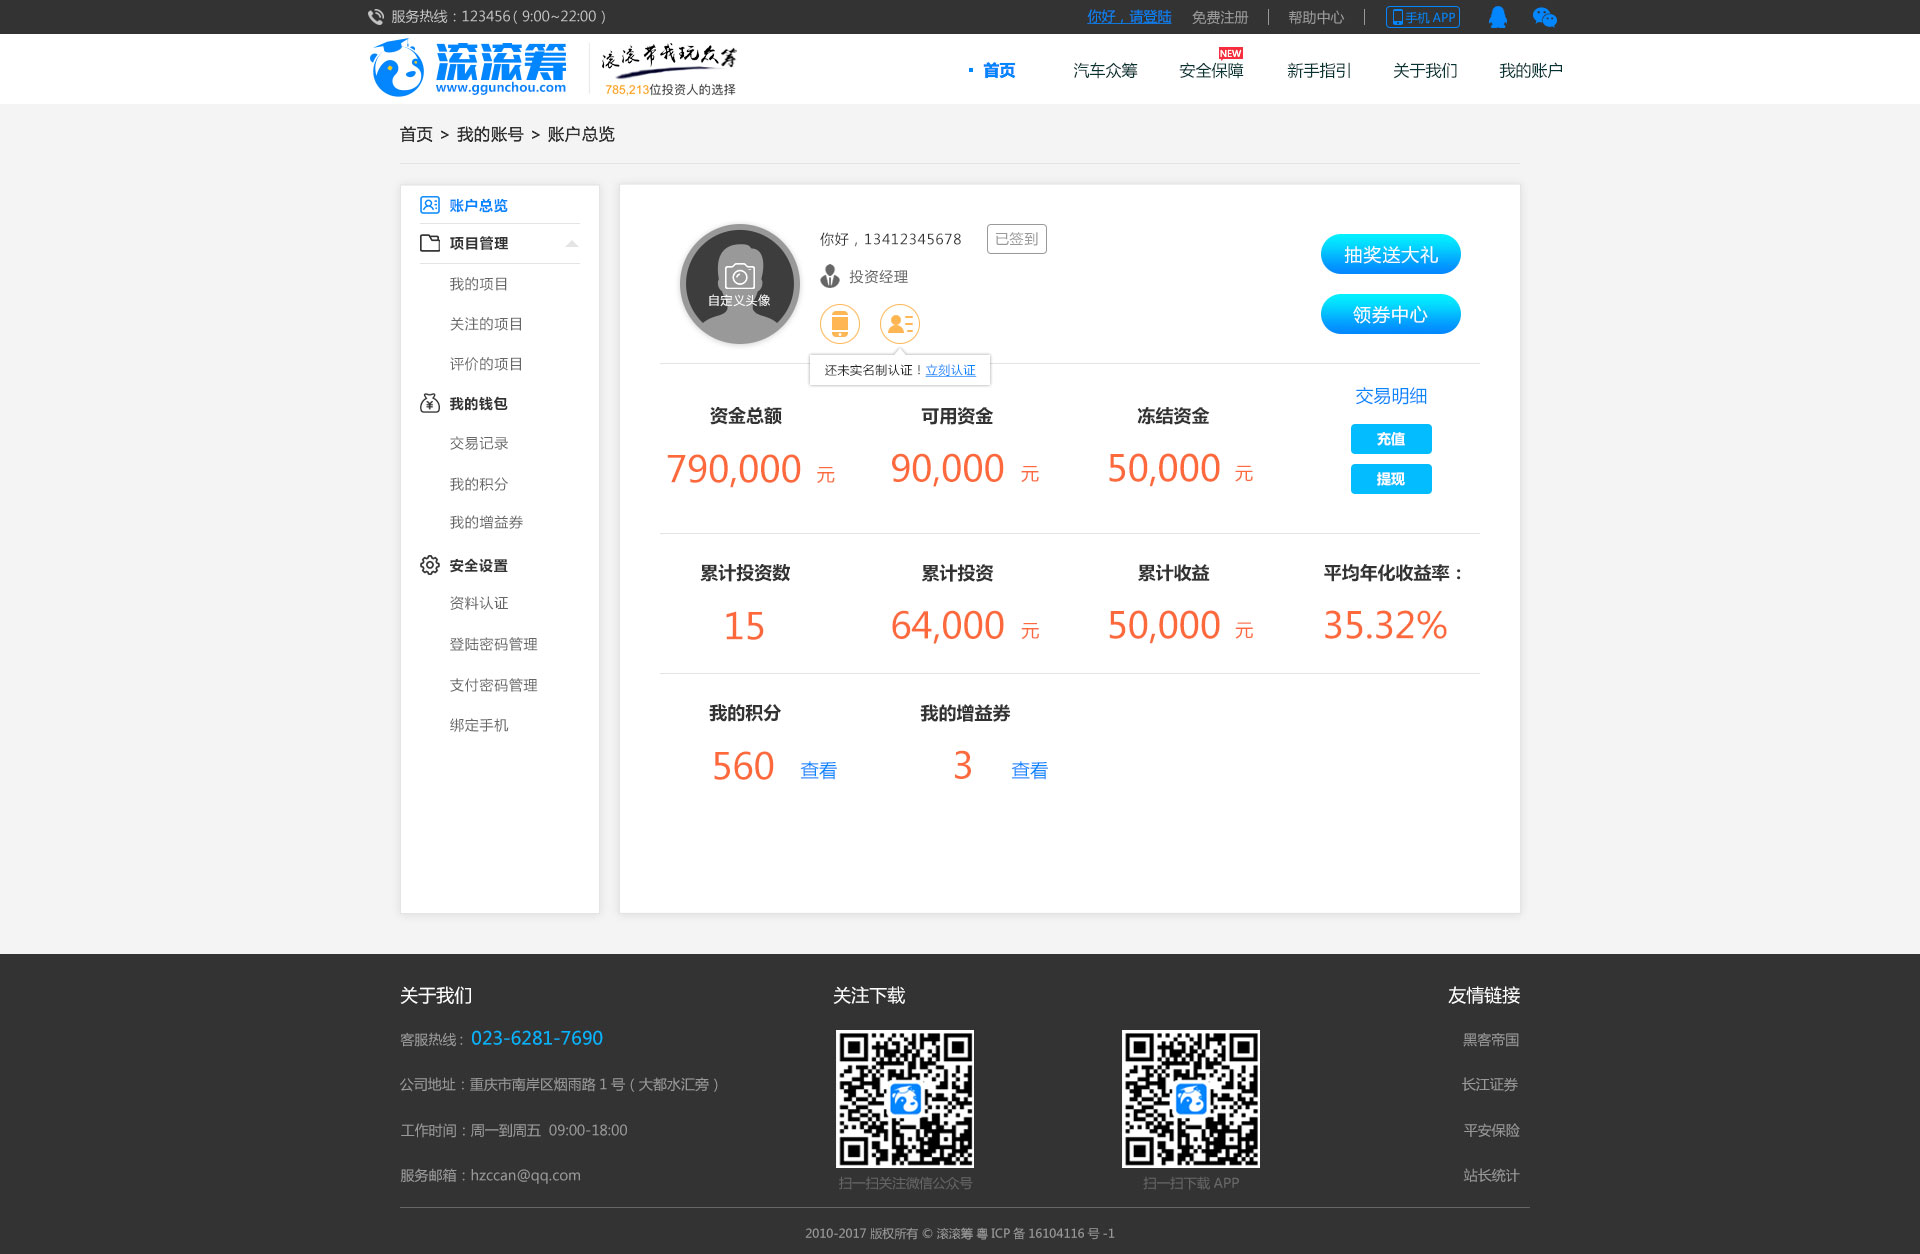 服务热线：123456（ 9:00~22:00 ）
你好，请登陆 免费注册 | 帮助中心 | 手机 APP
滚滚筹
www.ggunchou.com
滚滚带我玩众筹
785,213位投资人的选择
· 首页 汽车众筹 安全保障 NEW 新手指引 关于我们 我的账户
首页 > 我的账号 > 账户总览
账户总览
项目管理
我的项目
关注的项目
评价的项目
我的钱包
交易记录
我的积分
我的增益券
安全设置
资料认证
登陆密码管理
支付密码管理
绑定手机
自定义头像
你好，13412345678 已签到
投资经理
还未实名制认证！立刻认证
抽奖送大礼
领券中心
资金总额 可用资金 冻结资金 交易明细
790,000 元 90,000 元 50,000 元
充值
提现
累计投资数 累计投资 累计收益 平均年化收益率：
15 64,000 元 50,000 元 35.32%
我的积分 我的增益券
560 查看 3 查看
关于我们
客服热线：023-6281-7690
公司地址：重庆市南岸区烟雨路 1 号（ 大都水汇旁 ）
工作时间：周一到周五 09:00-18:00
服务邮箱：hzccan@qq.com
关注下载
扫一扫关注微信公众号
扫一扫下载 APP
友情链接
黑客帝国
长江证券
平安保险
站长统计
2010-2017 版权所有 © 滚滚筹 粤 ICP 备 16104116 号 -1